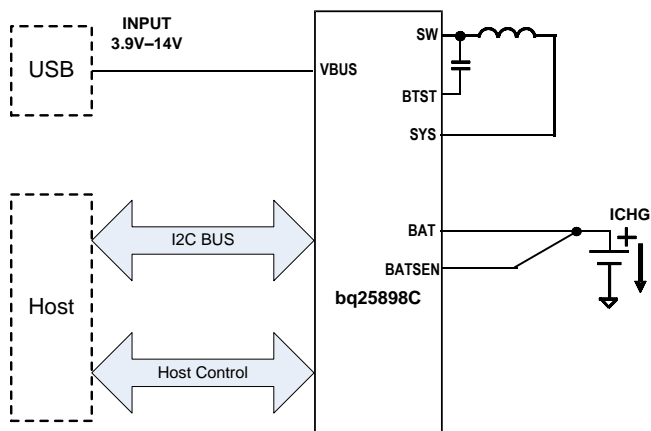 INPUT
3.9V–14V
USB
VBUS
SW
BTST
SYS
I2C BUS
Host
Host Control
BAT
BATSEN
bq25898C
ICHG
+